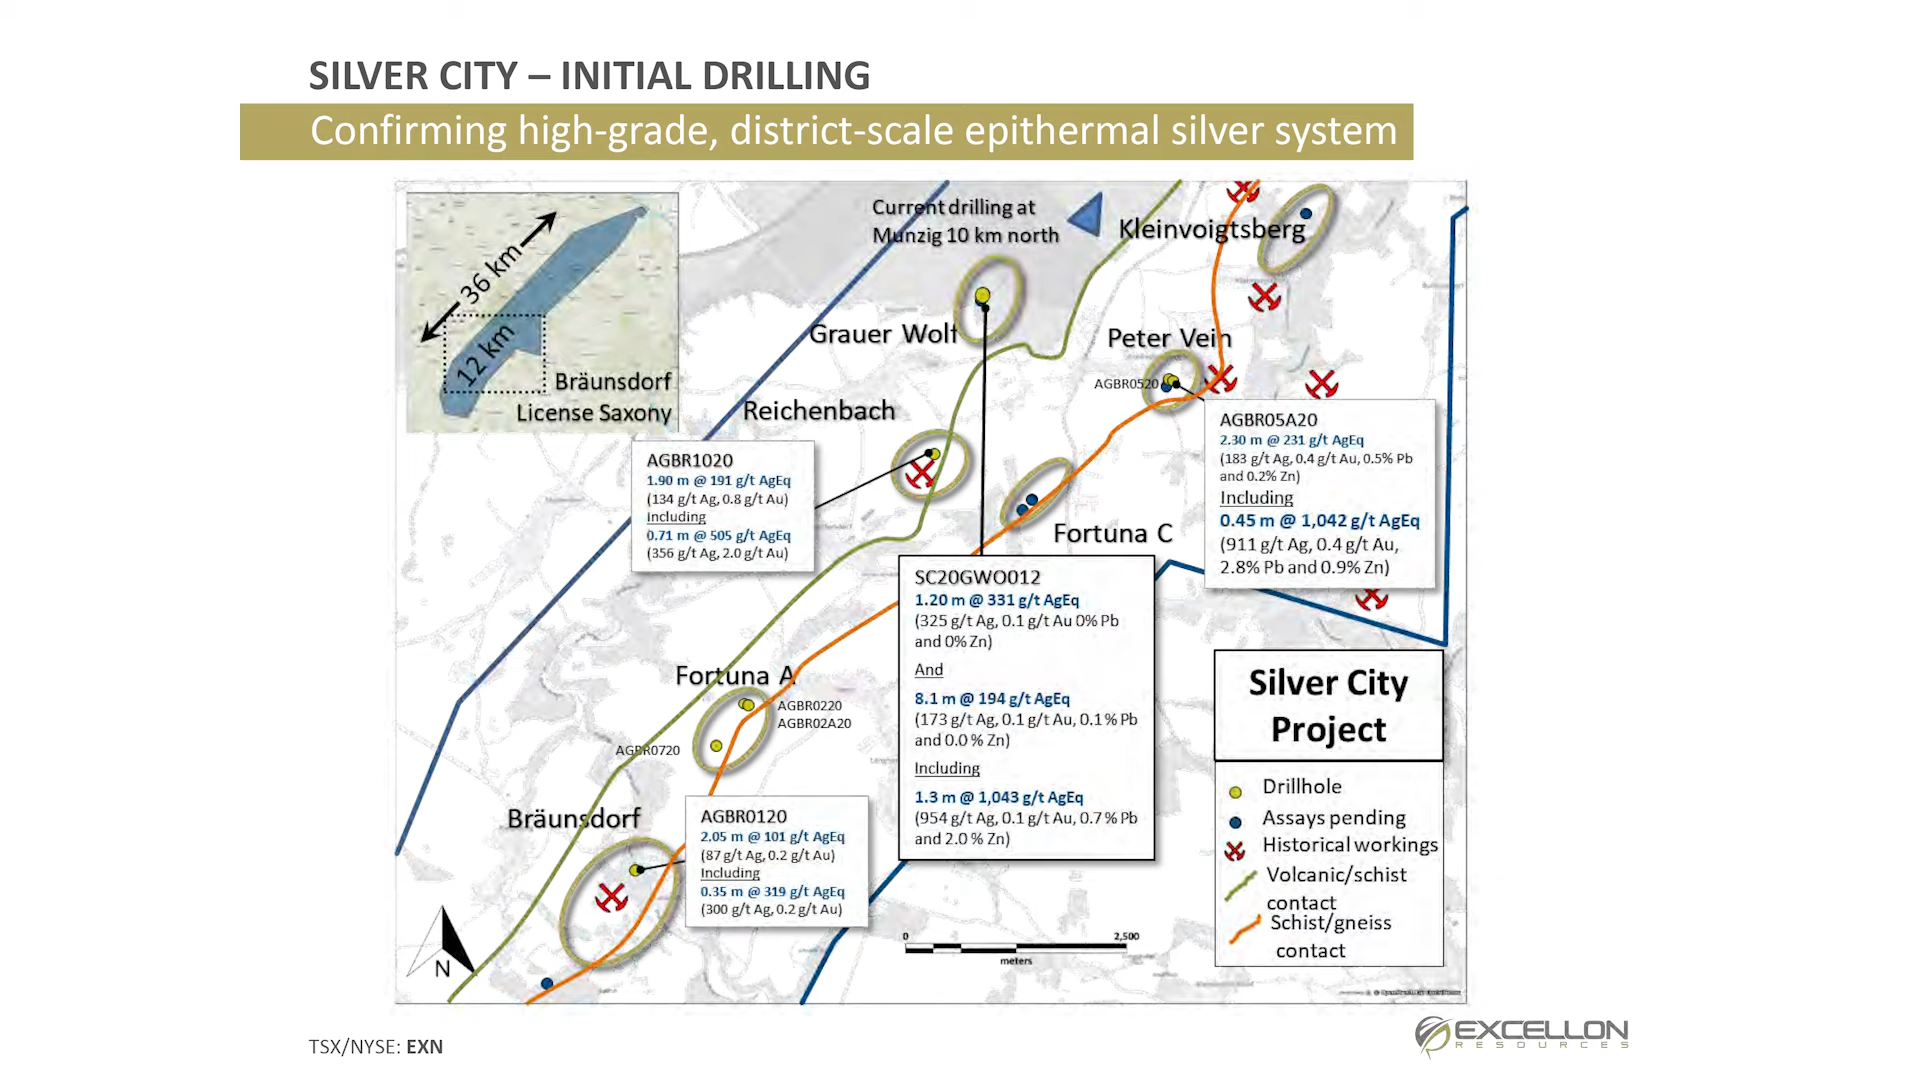 SILVER CITY – INITIAL DRILLING
Confirming high-grade, district-scale epithermal silver system
36 km
12 km
Bräunsdorf
License Saxony
Current drilling at
Munzig 10 km north
Kleinvoigtsberg
Grauer Wolf
Peter Vein
AGBR0520
Reichenbach
AGBR1020
1.90 m @ 191 g/t AgEq
(134 g/t Ag, 0.8 g/t Au)
Including
0.71 m @ 505 g/t AgEq
(356 g/t Ag, 2.0 g/t Au)
AGBR05A20
2.30 m @ 231 g/t AgEq
(183 g/t Ag, 0.4 g/t Au, 0.5% Pb
and 0.2% Zn)
Including
0.45 m @ 1,042 g/t AgEq
(911 g/t Ag, 0.4 g/t Au,
2.8% Pb and 0.9% Zn)
Fortuna C
SC20GWO012
1.20 m @ 331 g/t AgEq
(325 g/t Ag, 0.1 g/t Au 0% Pb
and 0% Zn)
And
8.1 m @ 194 g/t AgEq
(173 g/t Ag, 0.1 g/t Au, 0.1% Pb
and 0.0 % Zn)
Including
1.3 m @ 1,043 g/t AgEq
(954 g/t Ag, 0.1 g/t Au, 0.7 % Pb
and 2.0 % Zn)
Fortuna A
AGBR0220
AGBR02A20
AGBR0720
Bräunsdorf
AGBR0120
2.05 m @ 101 g/t AgEq
(87 g/t Ag, 0.2 g/t Au)
Including
0.35 m @ 319 g/t AgEq
(300 g/t Ag, 0.2 g/t Au)
Silver City
Project
Drillhole
Assays pending
Historical workings
Volcanic/schist
contact
Schist/gneiss
contact
N
0 2,500
meters
TSX/NYSE: EXN
EXCELLON
RESOURCES